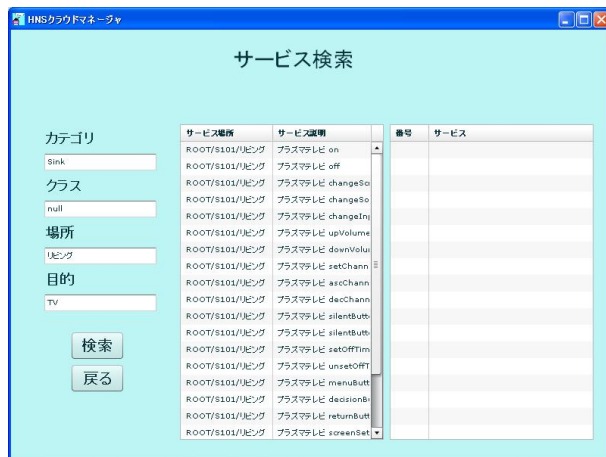 HNSクラウドマネージャ
サービス検索
カテゴリ
Sink
クラス
null
場所
リビング
目的
TV
検索
戻る
サービス場所 サービス説明
ROOT/S101/リビング プラズマテレビ on
ROOT/S101/リビング プラズマテレビ off
ROOT/S101/リビング プラズマテレビ changeSc
ROOT/S101/リビング プラズマテレビ changeSo
ROOT/S101/リビング プラズマテレビ changeInp
ROOT/S101/リビング プラズマテレビ upVolume
ROOT/S101/リビング プラズマテレビ downVolu
ROOT/S101/リビング プラズマテレビ setChann
ROOT/S101/リビング プラズマテレビ ascChann
ROOT/S101/リビング プラズマテレビ decChann
ROOT/S101/リビング プラズマテレビ silentButt
ROOT/S101/リビング プラズマテレビ silentButt
ROOT/S101/リビング プラズマテレビ setOffTim
ROOT/S101/リビング プラズマテレビ unsetOffT
ROOT/S101/リビング プラズマテレビ menuButt
ROOT/S101/リビング プラズマテレビ decisionB
ROOT/S101/リビング プラズマテレビ returnButt
ROOT/S101/リビング プラズマテレビ screenSet
番号 サービス